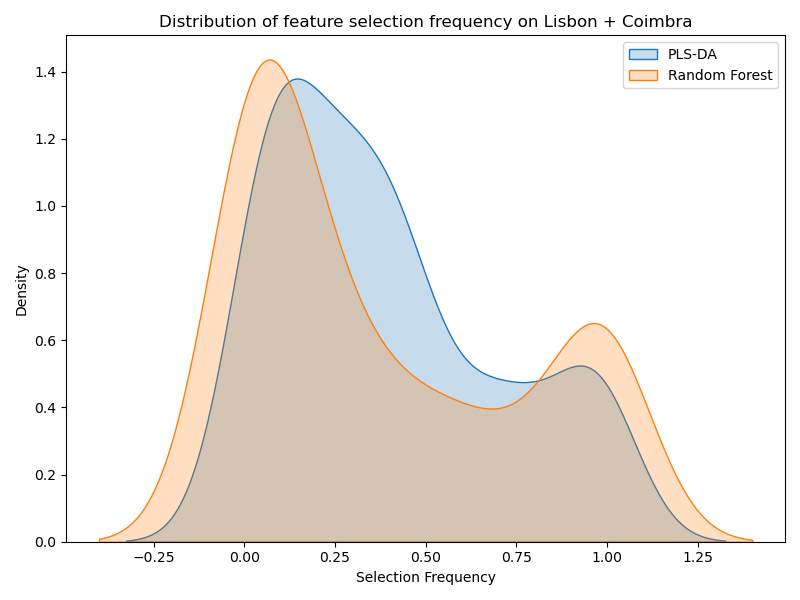 Distribution of feature selection frequency on Lisbon + Coimbra
PLS-DA
Random Forest
Density
1.4
1.2
1.0
0.8
0.6
0.4
0.2
0.0
−0.25 0.00 0.25 0.50 0.75 1.00 1.25
Selection Frequency